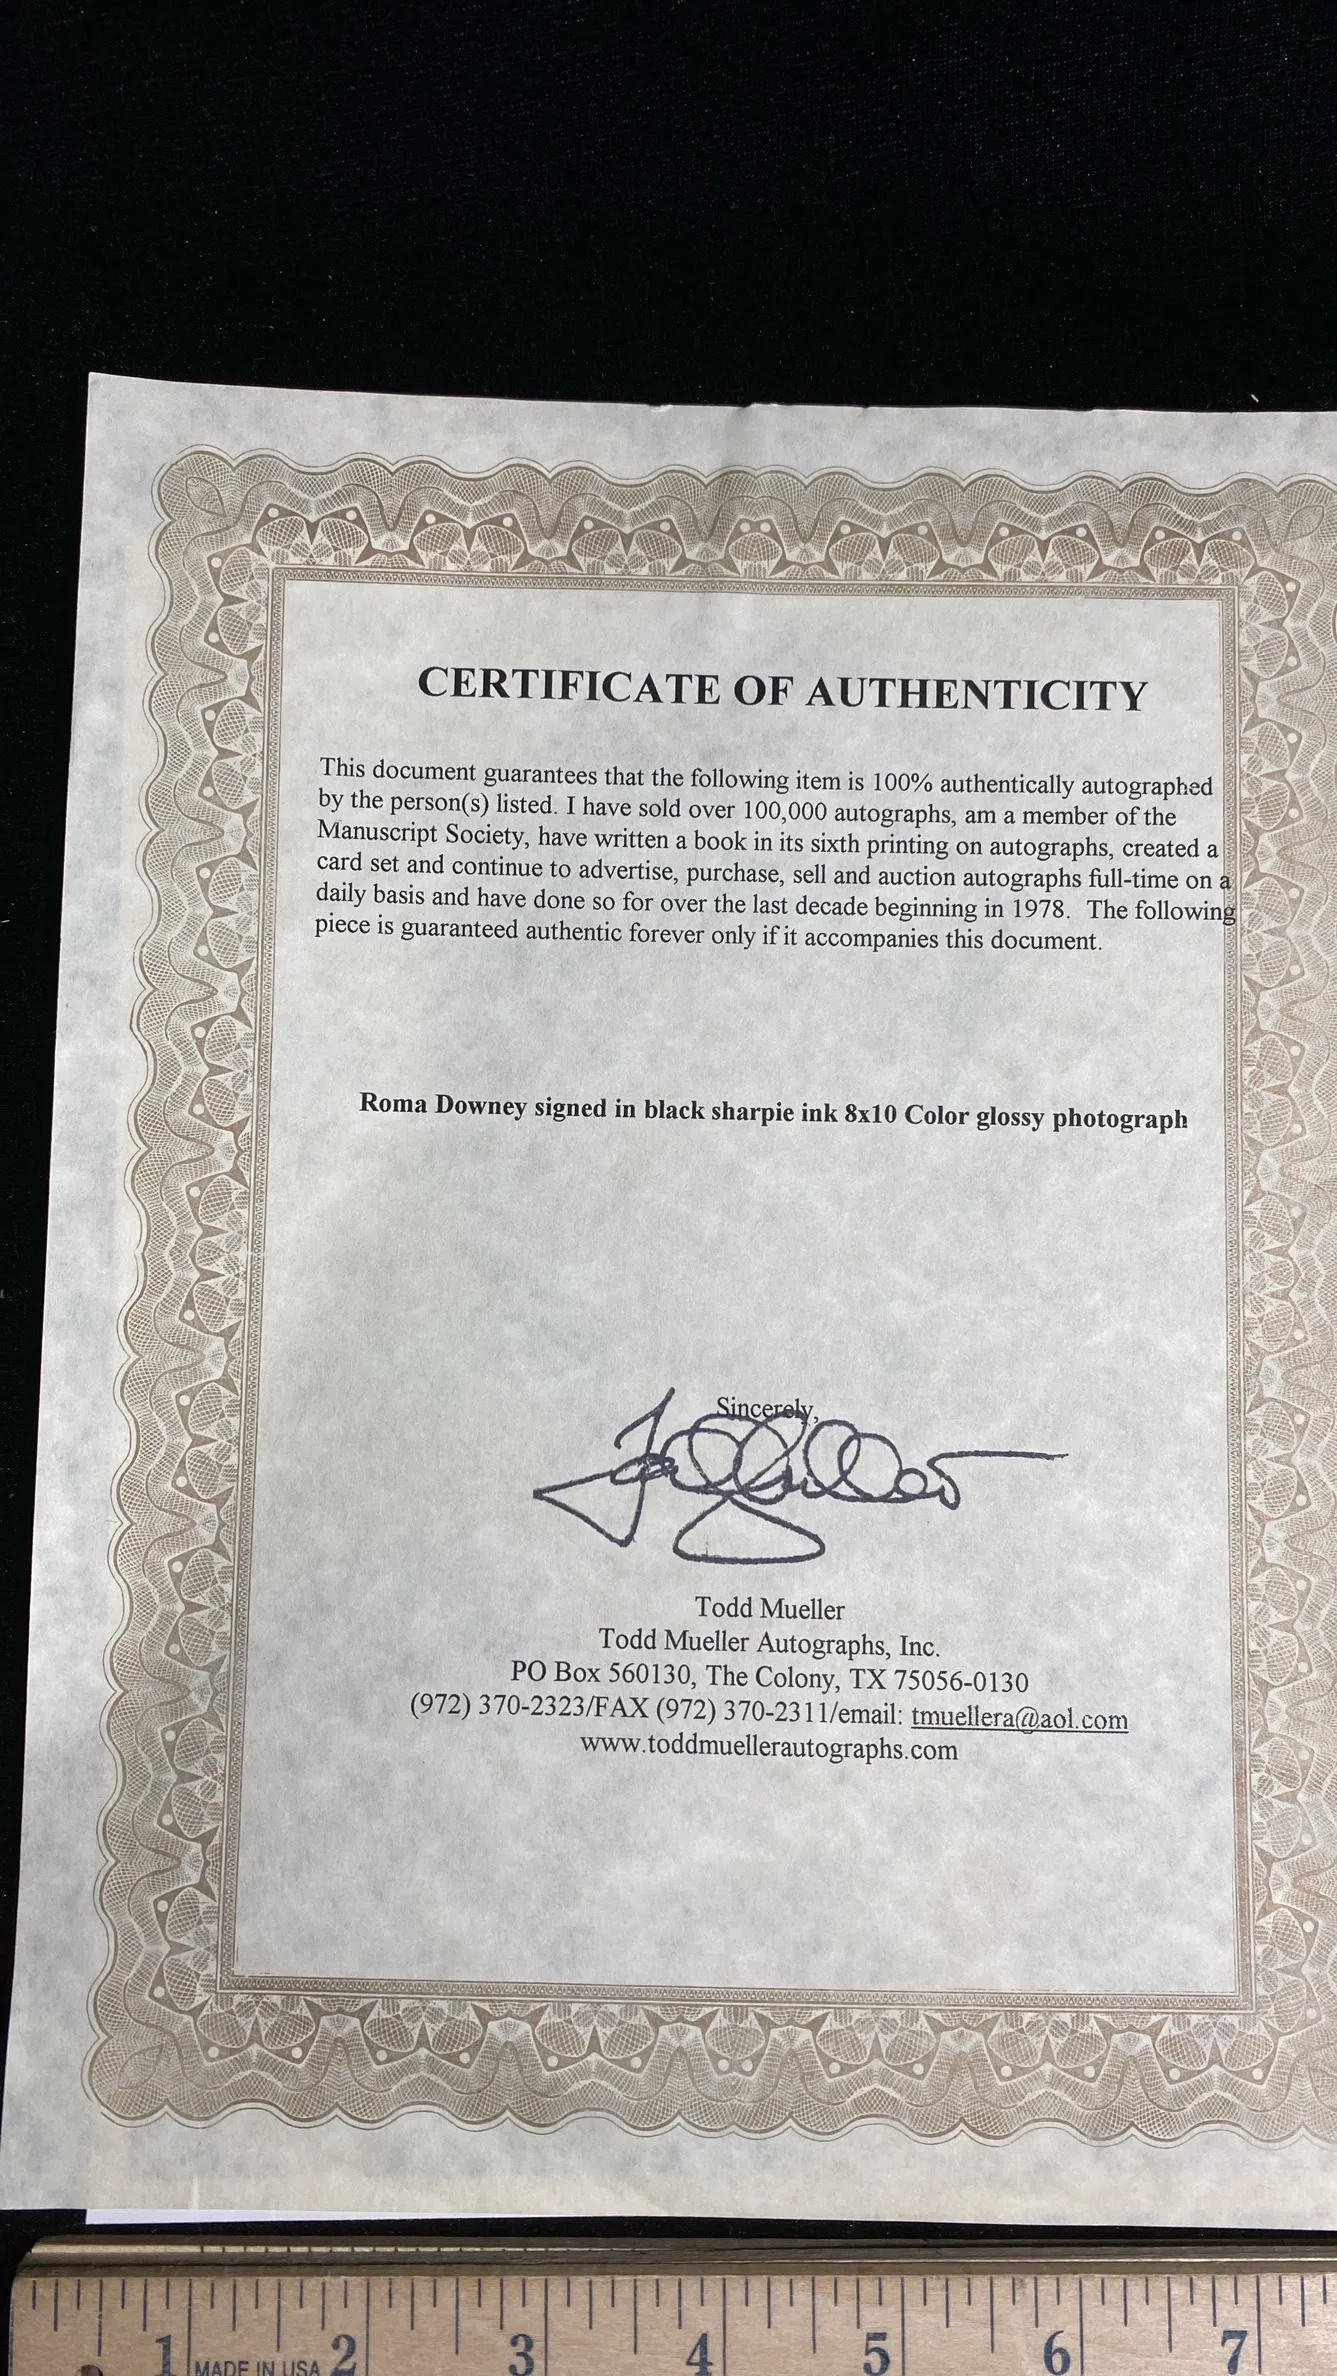 CERTIFICATE OF AUTHENTICITY
This document guarantees that the following item is 100% authentically autographed
by the person(s) listed. I have sold over 100,000 autographs, am a member of the
Manuscript Society, have written a book in its sixth printing on autographs, created a
card set and continue to advertise, purchase, sell and auction autographs full-time on a
daily basis and have done so for over the last decade beginning in 1978. The following
piece is guaranteed authentic forever only if it accompanies this document.
Roma Downey signed in black sharpie ink 8x10 Color glossy photograph
Sincerely,
Todd Mueller
Todd Mueller Autographs, Inc.
PO Box 560130, The Colony, TX 75056-0130
(972) 370-2323/FAX (972) 370-2311/email: tmuellera@aol.com
www.toddmuellerautographs.com
1 2 3 4 5 6 7
MADE IN USA